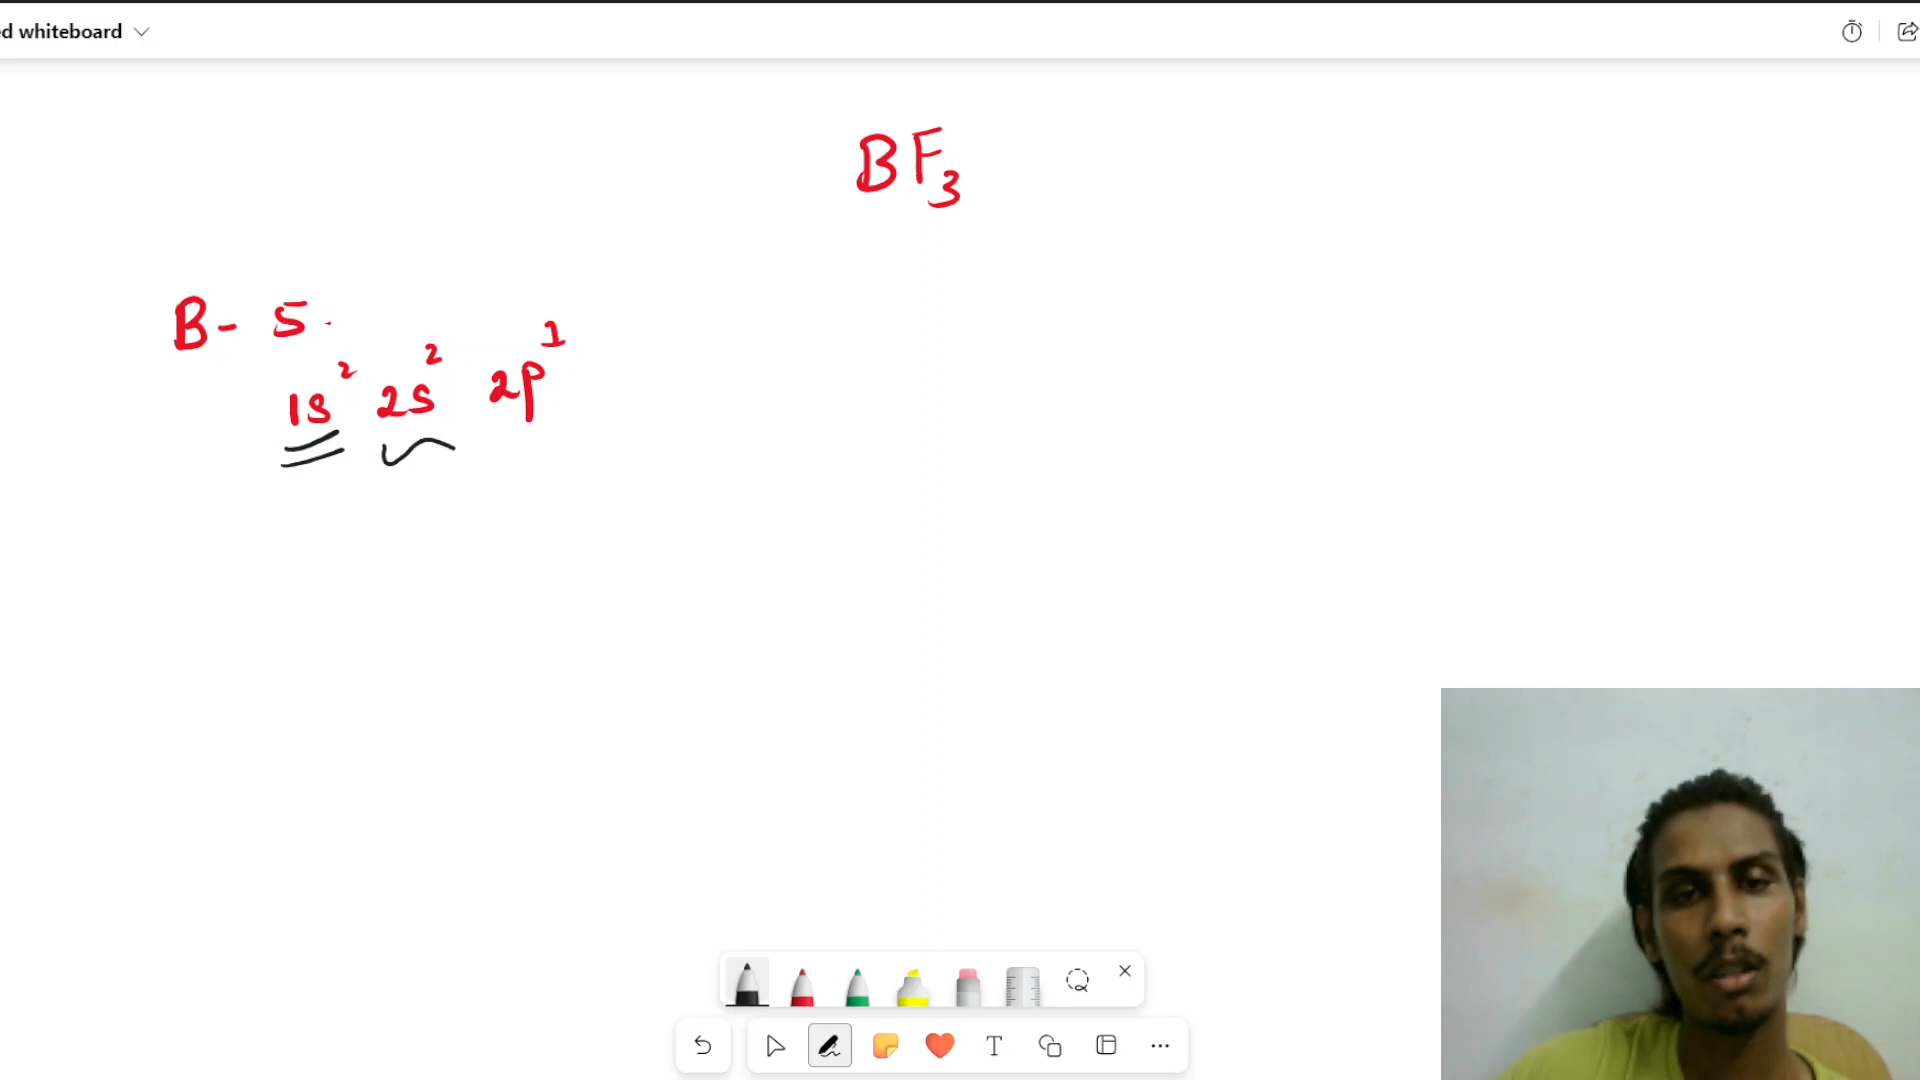 d whiteboard
BF₃
B - 5.
1s² 2s² 2p¹
T